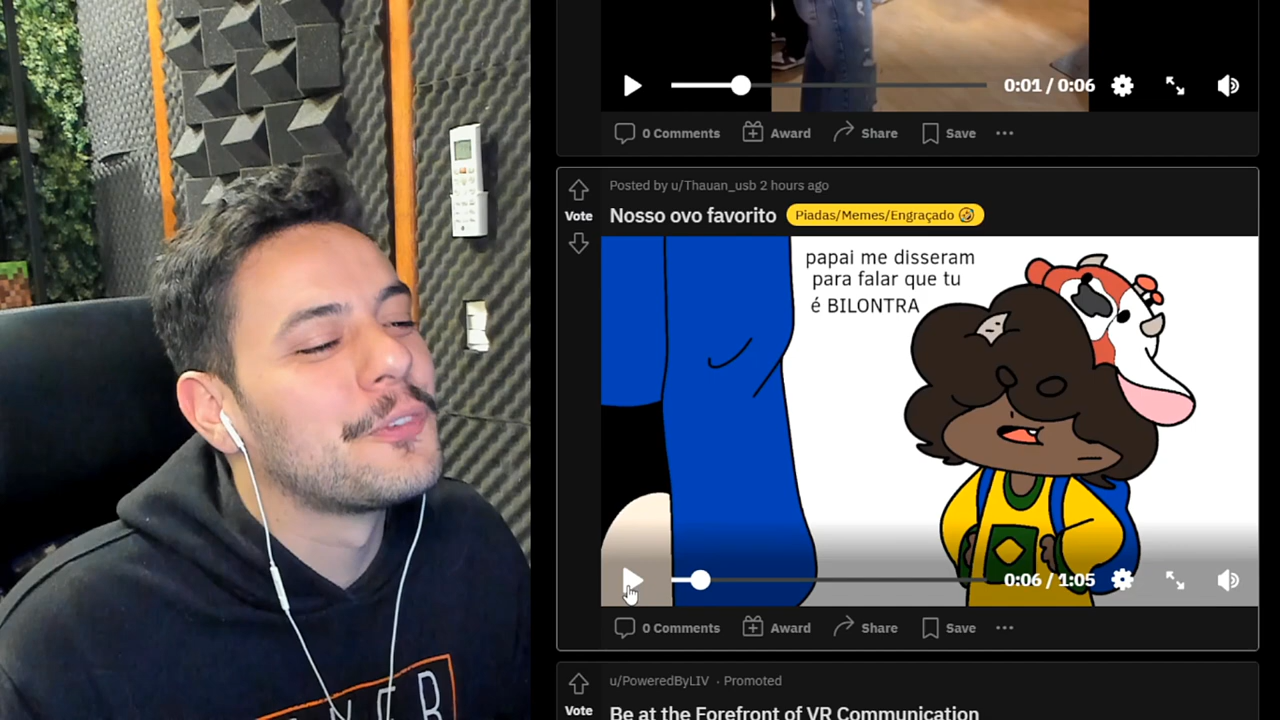 0:01 / 0:06
0 Comments
Award
Share
Save
Posted by u/Thauan_usb 2 hours ago
Vote
Nosso ovo favorito
Piadas/Memes/Engraçado
papai me disseram
para falar que tu
é BILONTRA
0:06 / 1:05
0 Comments
Award
Share
Save
u/PoweredByLIV · Promoted
Vote
Be at the Forefront of VR Communication